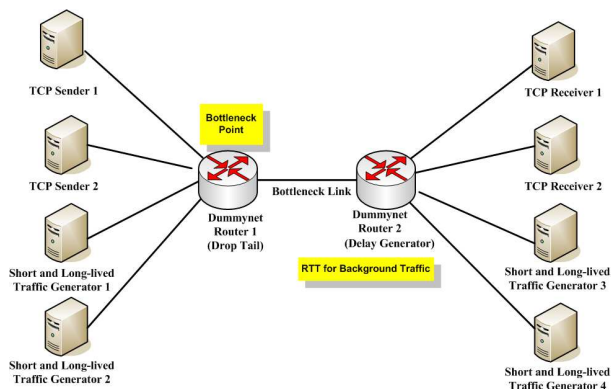 TCP Sender 1
TCP Receiver 1
Bottleneck
Point
TCP Sender 2
TCP Receiver 2
Bottleneck Link
Dummynet
Router 1
(Drop Tail)
Dummynet
Router 2
(Delay Generator)
RTT for Background Traffic
Short and Long-lived
Traffic Generator 1
Short and Long-lived
Traffic Generator 3
Short and Long-lived
Traffic Generator 2
Short and Long-lived
Traffic Generator 4